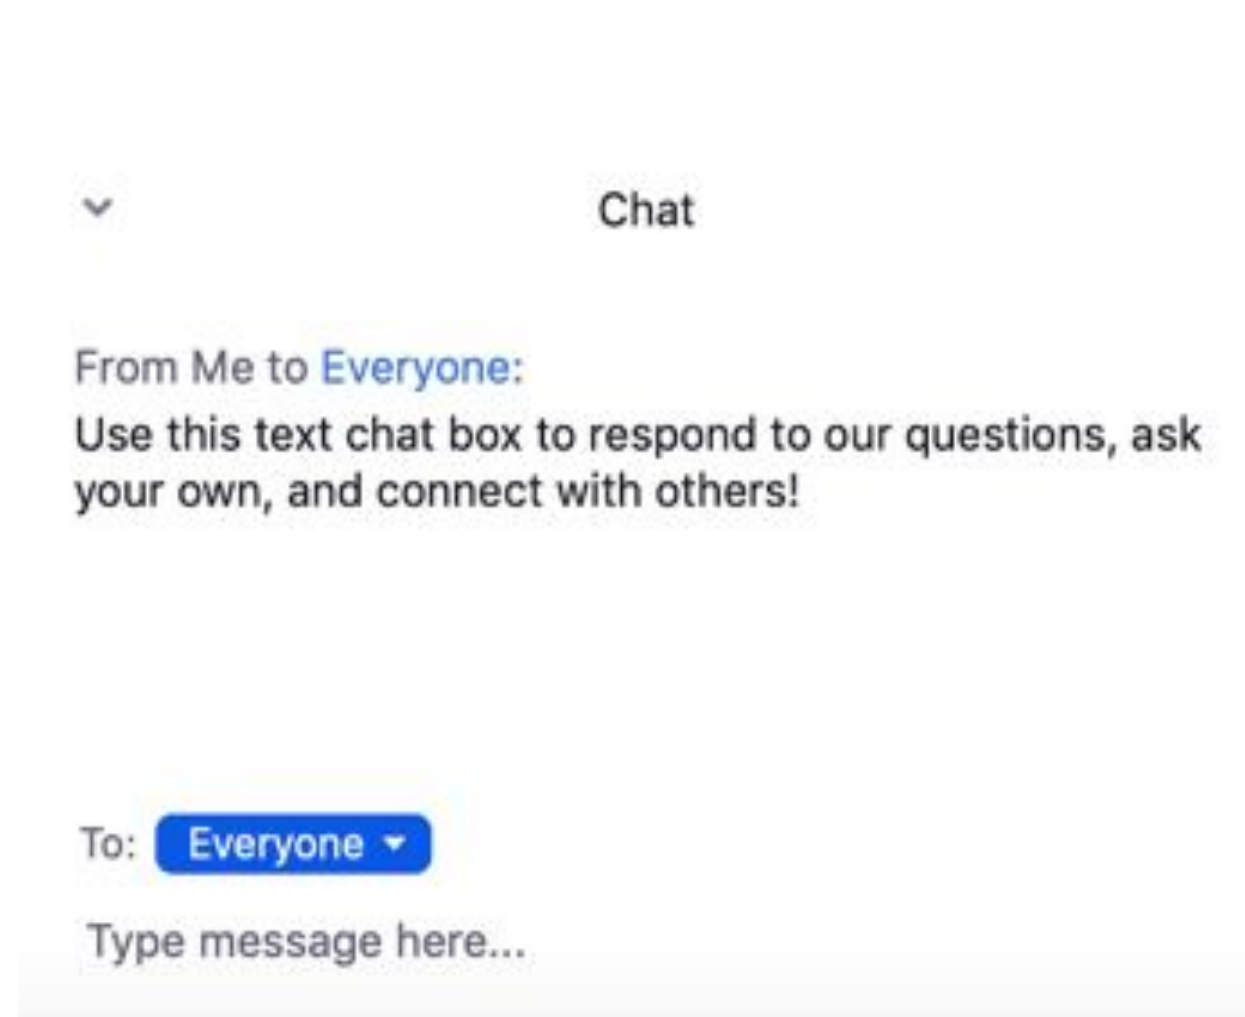 Chat
From Me to Everyone:
Use this text chat box to respond to our questions, ask
your own, and connect with others!
To: Everyone
Type message here...